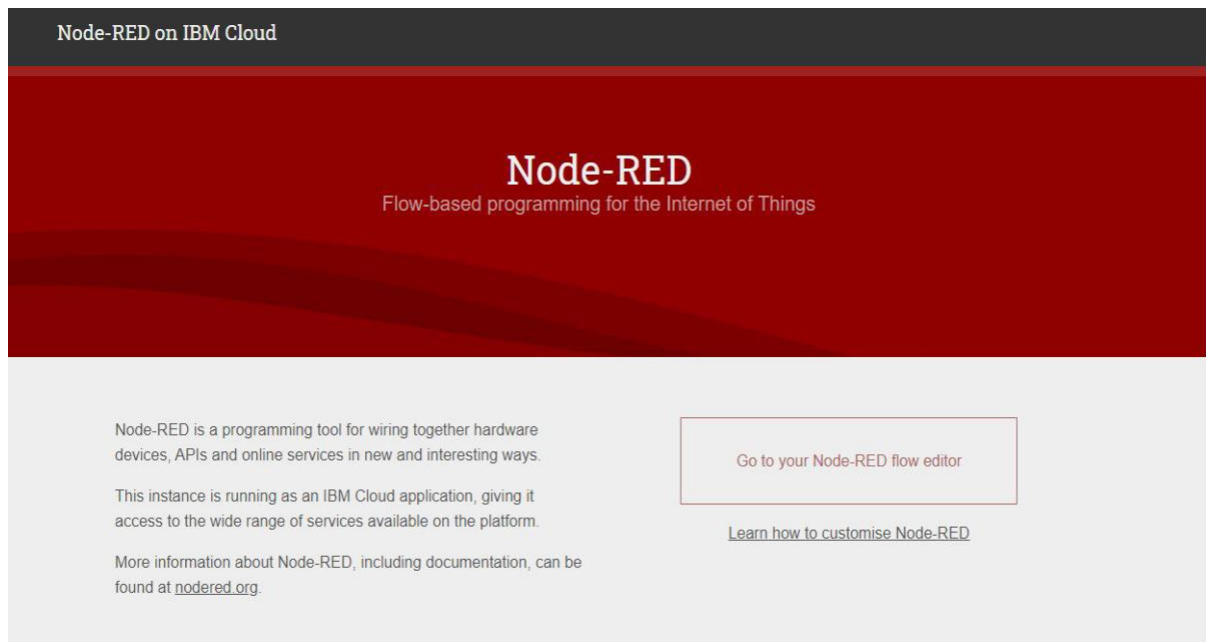 Node-RED on IBM Cloud
Node-RED
Flow-based programming for the Internet of Things
Node-RED is a programming tool for wiring together hardware
devices, APIs and online services in new and interesting ways.
This instance is running as an IBM Cloud application, giving it
access to the wide range of services available on the platform.
More information about Node-RED, including documentation, can be
found at nodered.org.
Go to your Node-RED flow editor
Learn how to customise Node-RED